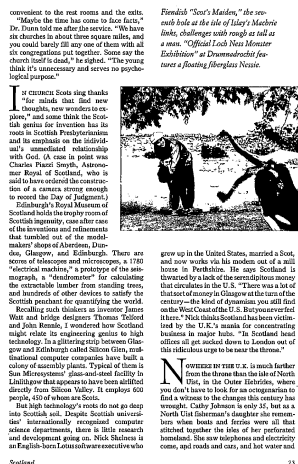 convenient to the rest rooms and the exits.
"Maybe the time has come to face facts,"
Dr. Dunn told me after the service. "We have
six churches in about three square miles, and
you could barely fill any one of them with all
six congregations put together. Some say the
church itself is dead," he sighed. "The young
think it's unnecessary and serves no psycho-
logical purpose."
IN CHURCH Scots sing thanks
"for minds that find new
thoughts, new wonders to ex-
plore," and some think the Scot-
tish genius for invention has its
roots in Scottish Presbyterianism
and its emphasis on the individ-
ual's unmediated relationship
with God. (A case in point was
Charles Piazzi Smyth, Astrono-
mer Royal of Scotland, who is
said to have ordered the construc-
tion of a camera strong enough
to record the Day of Judgment.)
Edinburgh's Royal Museum of
Scotland holds the trophy room of
Scottish ingenuity, case after case
of the inventions and refinements
that tumbled out of the model-
makers' shops of Aberdeen, Dun-
dee, Glasgow, and Edinburgh. There are
scores of telescopes and microscopes, a 1780
"electrical machine," a prototype of the seis-
mograph, a "dendrometer" for calculating
the extractable lumber from standing trees,
and hundreds of other devices to satisfy the
Scottish penchant for quantifying the world.
Recalling such thinkers as inventor James
Watt and bridge designers Thomas Telford
and John Rennie, I wondered how Scotland
might relate its engineering genius to high
technology. In a glittering strip between Glas-
gow and Edinburgh called Silicon Glen, mul-
tinational computer companies have built a
colony of assembly plants. Typical of them is
Sun Microsystems' glass-and-steel facility in
Linlithgow that appears to have been airlifted
directly from Silicon Valley. It employs 600
people, 450 of whom are Scots.
But high technology's roots do not go deep
into Scottish soil. Despite Scottish universi-
ties' internationally recognized computer
science departments, there is little research
and development going on. Nick Shelness is
an English-born Lotus software executive who
Scotland
Fiendish "Scot's Maiden," the sev-
enth hole at the isle of Islay's Machrie
links, challenges with rough as tall as
a man. "Official Loch Ness Monster
Exhibition" at Drumnadrochit fea-
tures a floating fiberglass Nessie.
grew up in the United States, married a Scot,
and now works via his modem out of a mill
house in Perthshire. He says Scotland is
thwarted by a lack of the serendipitous money
that circulates in the U.S. "There was a lot of
that sort of money in Glasgow at the turn of the
century—the kind of dynamism you still find
on the West Coast of the U.S. But you never find
it here." Nick thinks Scotland has been victim-
ized by the U.K.'s mania for concentrating
business in major hubs. "In Scotland head
offices all get sucked down to London out of
this ridiculous urge to be near the throne."
NOWHERE IN THE U.K. is much farther
from the throne than the isle of North
Uist, in the Outer Hebrides, where
you don't have to look for an octogenarian to
find a witness to the changes this century has
wrought. Cathy Johnson is only 55, but as a
North Uist fisherman's daughter she remem-
bers when boats and ferries were all that
stitched together the isles of her perforated
homeland. She saw telephones and electricity
come, and roads and cars, and hot water and
23